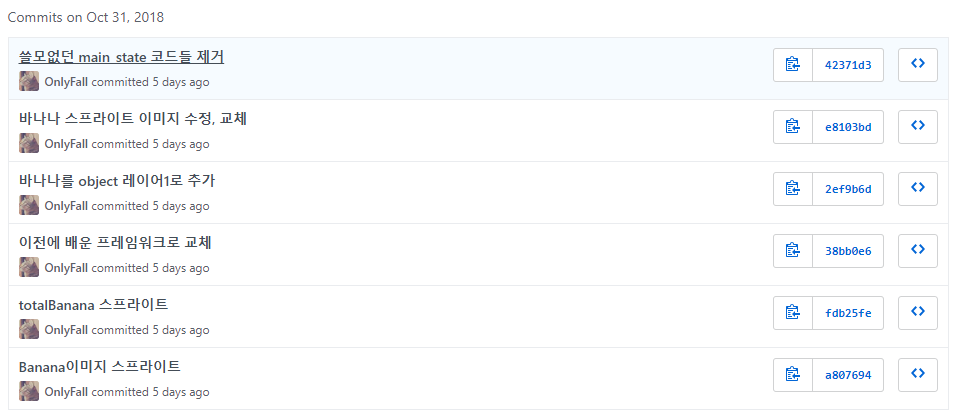 Commits on Oct 31, 2018
쓸모없던 main_state 코드들 제거
OnlyFall committed 5 days ago
42371d3
바나나 스프라이트 이미지 수정, 교체
OnlyFall committed 5 days ago
e8103bd
바나나를 object 레이어1로 추가
OnlyFall committed 5 days ago
2ef9b6d
이전에 배운 프레임워크로 교체
OnlyFall committed 5 days ago
38bb0e6
totalBanana 스프라이트
OnlyFall committed 5 days ago
fdb25fe
Banana이미지 스프라이트
OnlyFall committed 5 days ago
a807694